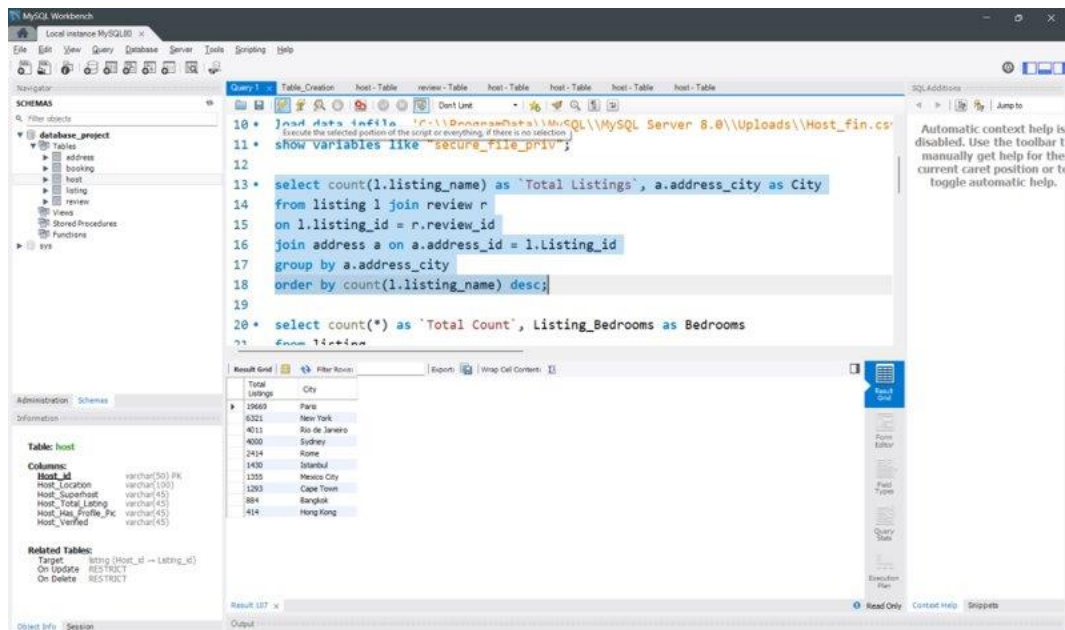 MySQL Workbench
Local instance MySQL80 ×
File Edit View Query Database Server Tools Scripting Help
Navigator
SCHEMAS
Filter objects
database_project
Tables
address
booking
host
listing
review
Views
Stored Procedures
Functions
sys
Administration Schemas
Information
Table: host
Columns:
Host_id varchar(50) PK
Host_Location varchar(100)
Host_Superhost varchar(45)
Host_Total_Listing varchar(45)
Host_Has_Profile_Pic varchar(45)
Host_Verified varchar(45)
Related Tables:
Target listing (Host_id → Listing_id)
On Update RESTRICT
On Delete RESTRICT
Object Info Session
Query 1 × Table_Creation host - Table review - Table host - Table host - Table host - Table host - Table
Don't Limit
10 load data infile 'C:\\ProgramData\\MySQL\\MySQL Server 8.0\\Uploads\\Host_fin.csv
Execute the selected portion of the script or everything, if there is no selection
11 show variables like "secure_file_priv";
12
13 select count(l.listing_name) as `Total Listings`, a.address_city as City
14 from listing l join review r
15 on l.listing_id = r.review_id
16 join address a on a.address_id = l.Listing_id
17 group by a.address_city
18 order by count(l.listing_name) desc;
19
20 select count(*) as `Total Count`, Listing_Bedrooms as Bedrooms
21 from listing
Result Grid Filter Rows: Export: Wrap Cell Content:
Total Listings City
19669 Paris
6321 New York
4011 Rio de Janeiro
4000 Sydney
2414 Rome
1430 Istanbul
1355 Mexico City
1293 Cape Town
884 Bangkok
414 Hong Kong
Result Grid
Form Editor
Field Types
Query Stats
Execution Plan
Result 107 ×
Read Only
Output
SQLAdditions
Jump to
Automatic context help is
disabled. Use the toolbar t
manually get help for the
current caret position or to
toggle automatic help.
Context Help Snippets